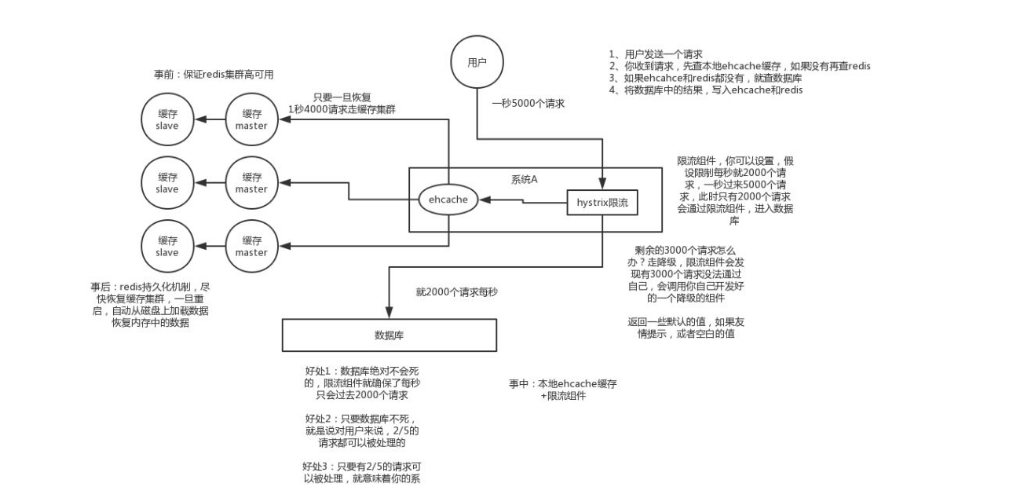 用户
1、用户发送一个请求
2、你收到请求，先查本地ehcache缓存，如果没有再查redis
3、如果ehcahce和redis都没有，就查数据库
4、将数据库中的结果，写入ehcache和redis
事前：保证redis集群高可用
只要一旦恢复
1秒4000请求走缓存集群
一秒5000个请求
缓存
slave
缓存
master
缓存
slave
缓存
master
缓存
slave
缓存
master
系统A
ehcache
hystrix限流
限流组件，你可以设置，假
设限制每秒就2000个请
求，一秒过来5000个请
求，此时只有2000个请求
会通过限流组件，进入数据
库
剩余的3000个请求怎么
办？走降级，限流组件会发
现有3000个请求没法通过
自己，会调用你自己开发好
的一个降级的组件
返回一些默认的值，如果友
情提示，或者空白的值
事后：redis持久化机制，尽
快恢复缓存集群，一旦重
启，自动从磁盘上加载数据
恢复内存中的数据
就2000个请求每秒
数据库
好处1：数据库绝对不会死
的，限流组件就确保了每秒
只会过去2000个请求
好处2：只要数据库不死，
就是说对用户来说，2/5的
请求都可以被处理的
好处3：只要有2/5的请求可
以被处理，就意味着你的系
事中：本地ehcache缓存
+限流组件